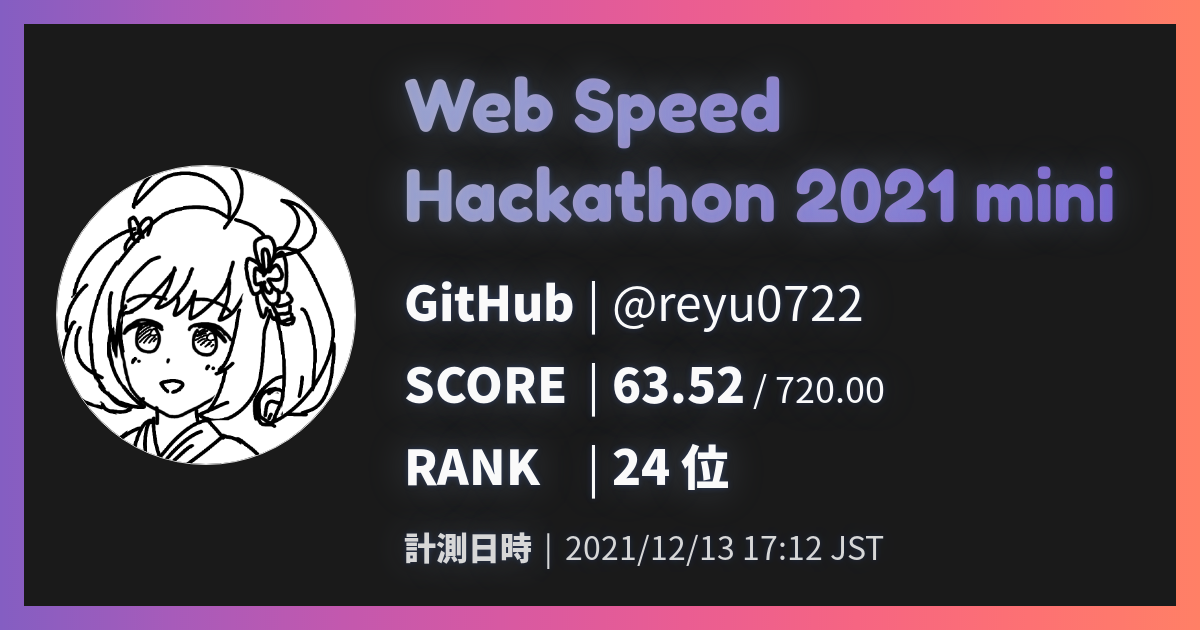 Web Speed
Hackathon 2021 mini
GitHub | @reyu0722
SCORE | 63.52 / 720.00
RANK | 24 位
計測日時 | 2021/12/13 17:12 JST